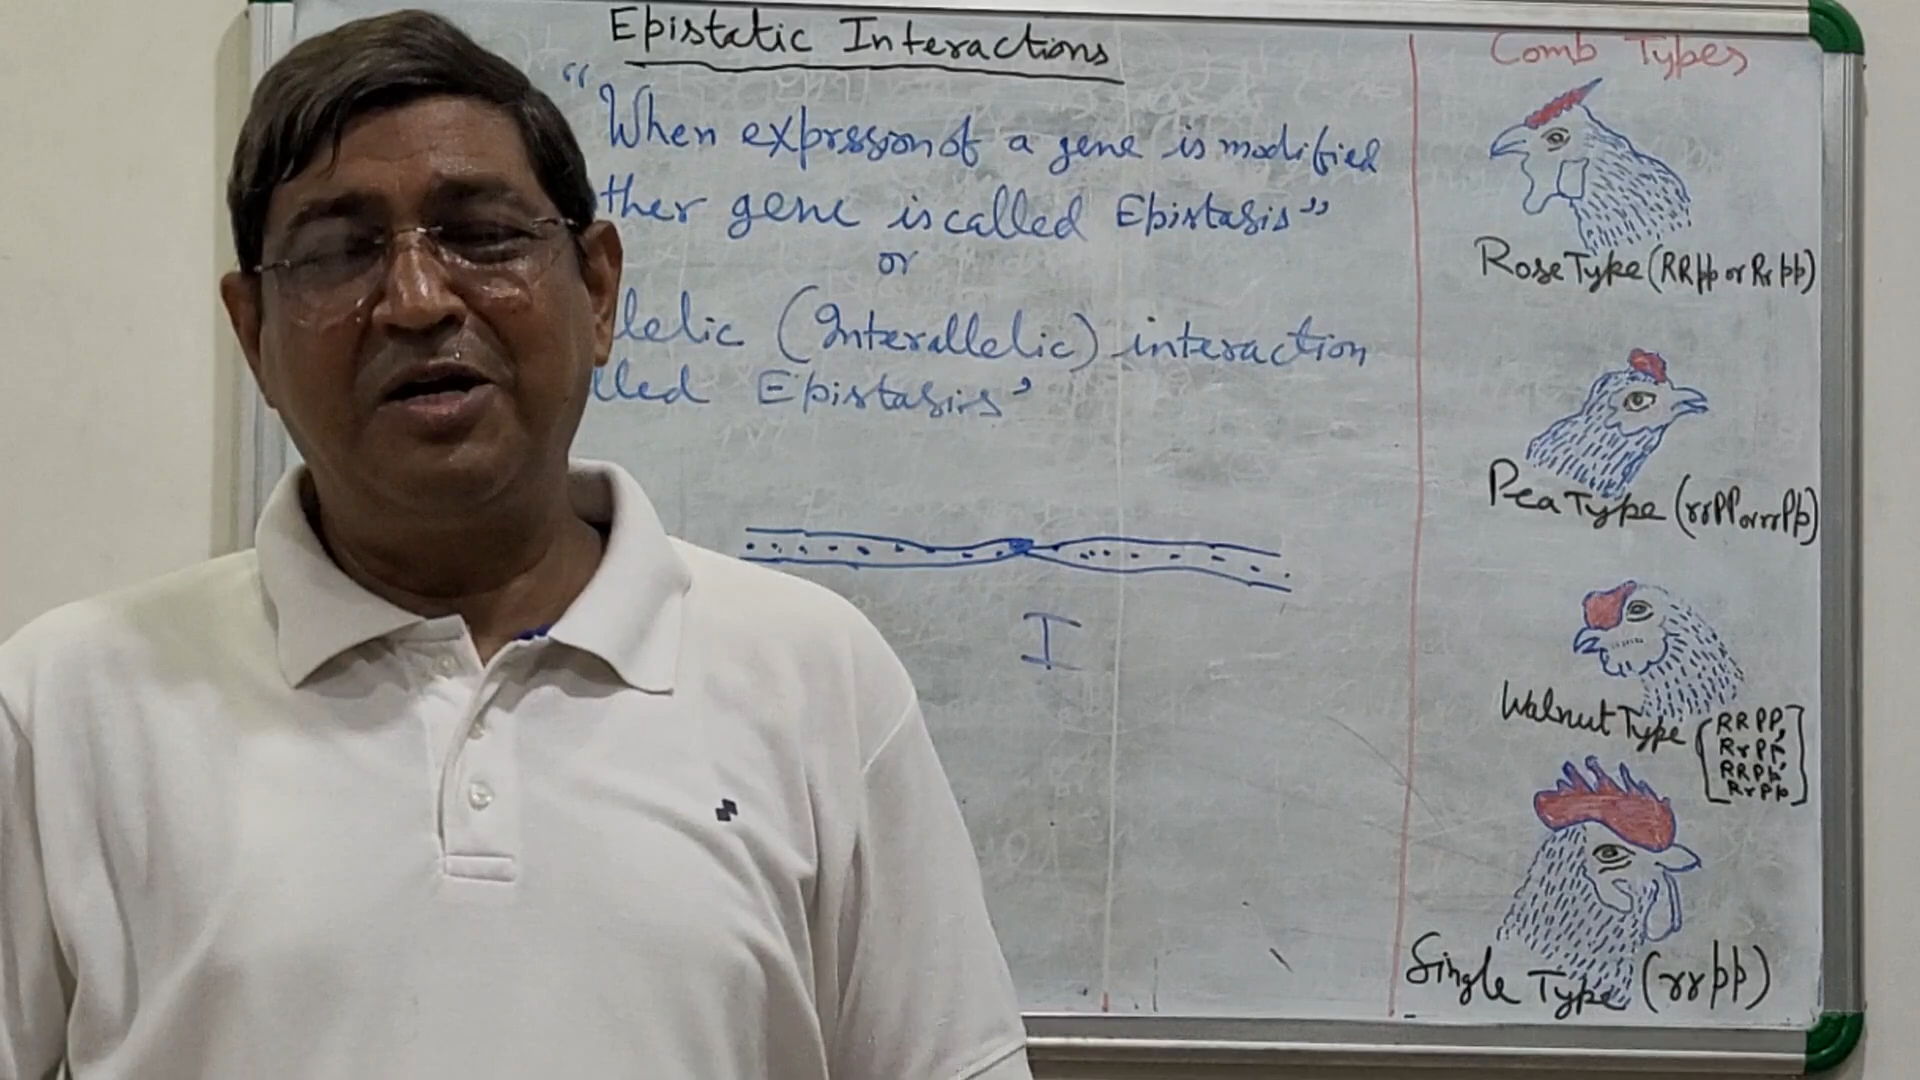 Epistatic Interactions
"When exprssion of a gene is modified
ther gene is called Epistasis"
or
lelic (Interallelic) interaction
lled Epistasis'
I
Comb Types
Rose Type (RRpp or Rrpp)
Pea Type (rrPP or rrPp)
Walnut Type [RRPP,
RrPP,
RRPp,
RrPp]
Single Type (rrpp)